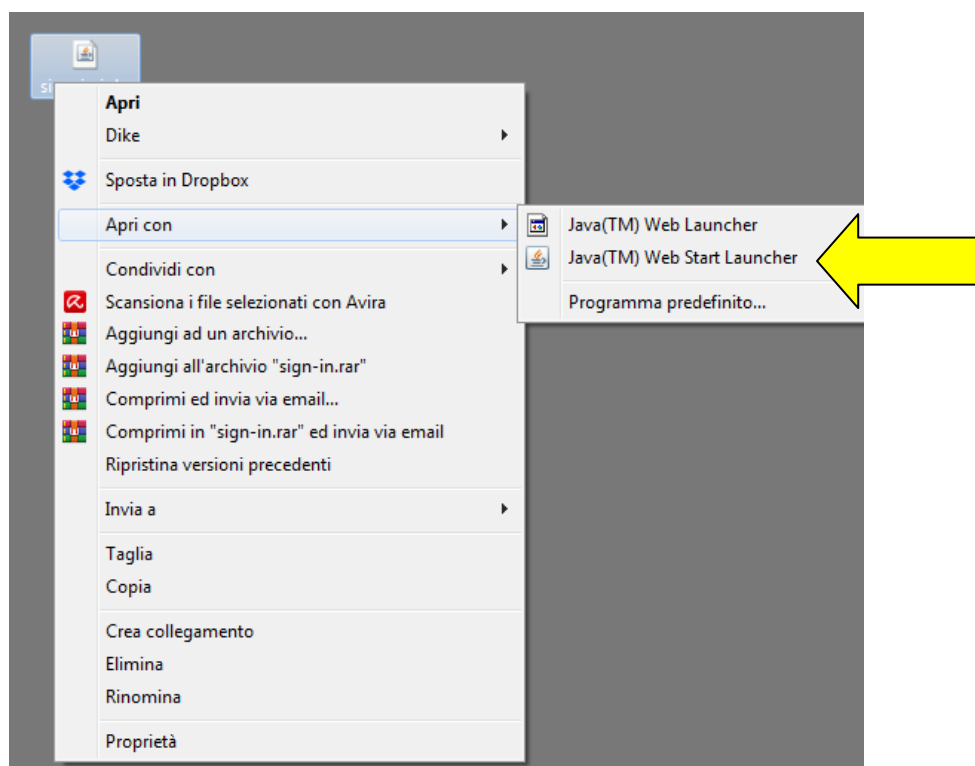 Apri
Dike
Sposta in Dropbox
Apri con
Java(TM) Web Launcher
Java(TM) Web Start Launcher
Programma predefinito...
Condividi con
Scansiona i file selezionati con Avira
Aggiungi ad un archivio...
Aggiungi all'archivio "sign-in.rar"
Comprimi ed invia via email...
Comprimi in "sign-in.rar" ed invia via email
Ripristina versioni precedenti
Invia a
Taglia
Copia
Crea collegamento
Elimina
Rinomina
Proprietà